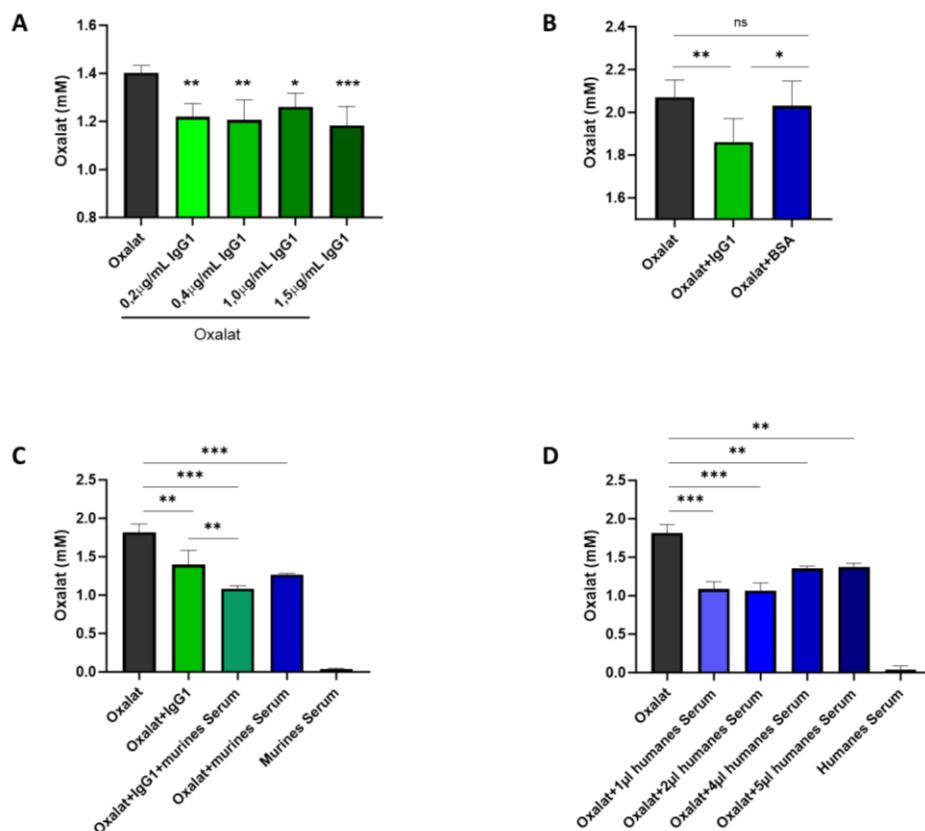 A
Oxalat (mM)
1.6
1.4
1.2
1.0
0.8
**
**
*
***
Oxalat
0,2µg/mL IgG1
0,4µg/mL IgG1
1,0µg/mL IgG1
1,5µg/mL IgG1
Oxalat
B
Oxalat (mM)
2.4
2.2
2.0
1.8
1.6
ns
**
*
Oxalat
Oxalat+IgG1
Oxalat+BSA
C
Oxalat (mM)
2.5
2.0
1.5
1.0
0.5
0.0
***
***
**
**
Oxalat
Oxalat+IgG1
Oxalat+IgG1+murines Serum
Oxalat+murines Serum
Murines Serum
D
Oxalat (mM)
2.5
2.0
1.5
1.0
0.5
0.0
**
**
***
***
Oxalat
Oxalat+1µl humanes Serum
Oxalat+2µl humanes Serum
Oxalat+4µl humanes Serum
Oxalat+5µl humanes Serum
Humanes Serum